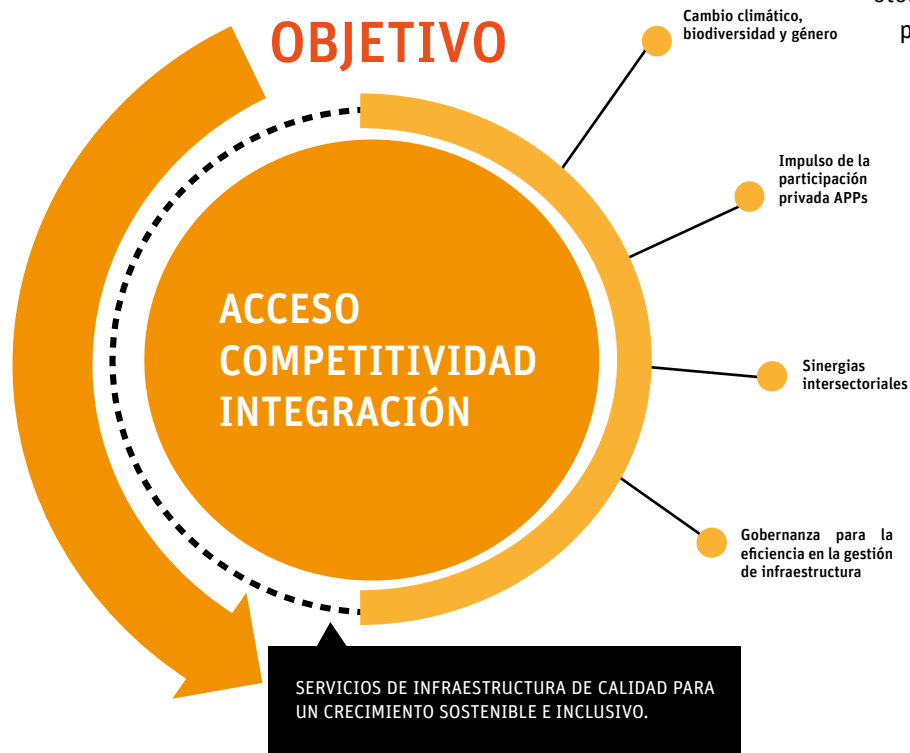 OBJETIVO
Cambio climático,
biodiversidad y género
Impulso de la
participación
privada APPs
ACCESO
COMPETITIVIDAD
INTEGRACIÓN
Sinergias
intersectoriales
Gobernanza para la
eficiencia en la gestión
de infraestructura
SERVICIOS DE INFRAESTRUCTURA DE CALIDAD PARA
UN CRECIMIENTO SOSTENIBLE E INCLUSIVO.